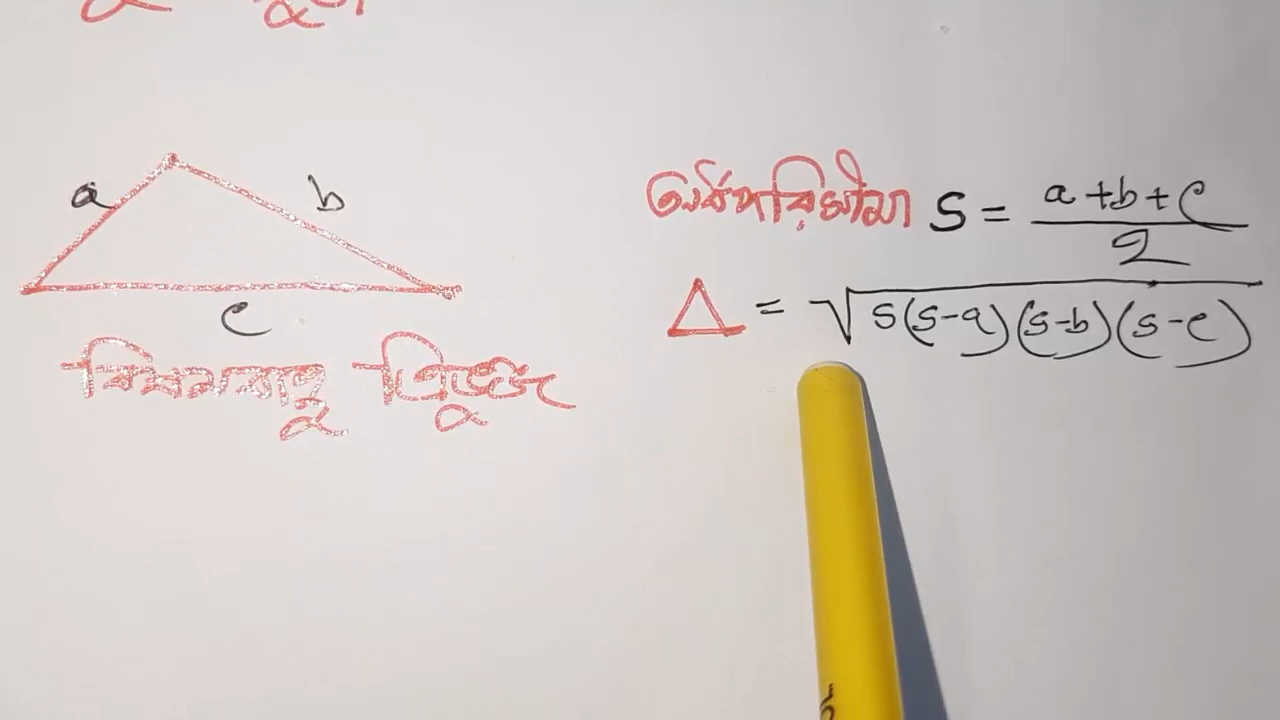 a
b
c
বিষমবাহু ত্রিভুজ
অর্ধপরিসীমা S = (a+b+c)/2
Δ = √s(s-a)(s-b)(s-c)